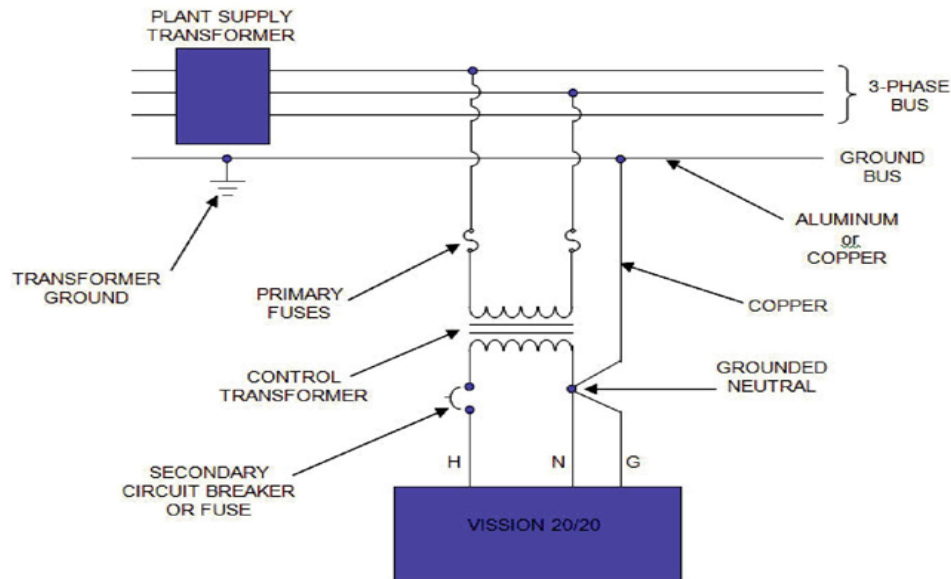 PLANT SUPPLY
TRANSFORMER
3-PHASE
BUS
GROUND
BUS
ALUMINUM
or
COPPER
TRANSFORMER
GROUND
PRIMARY
FUSES
COPPER
CONTROL
TRANSFORMER
GROUNDED
NEUTRAL
H
N
G
SECONDARY
CIRCUIT BREAKER
OR FUSE
VISSION 20/20